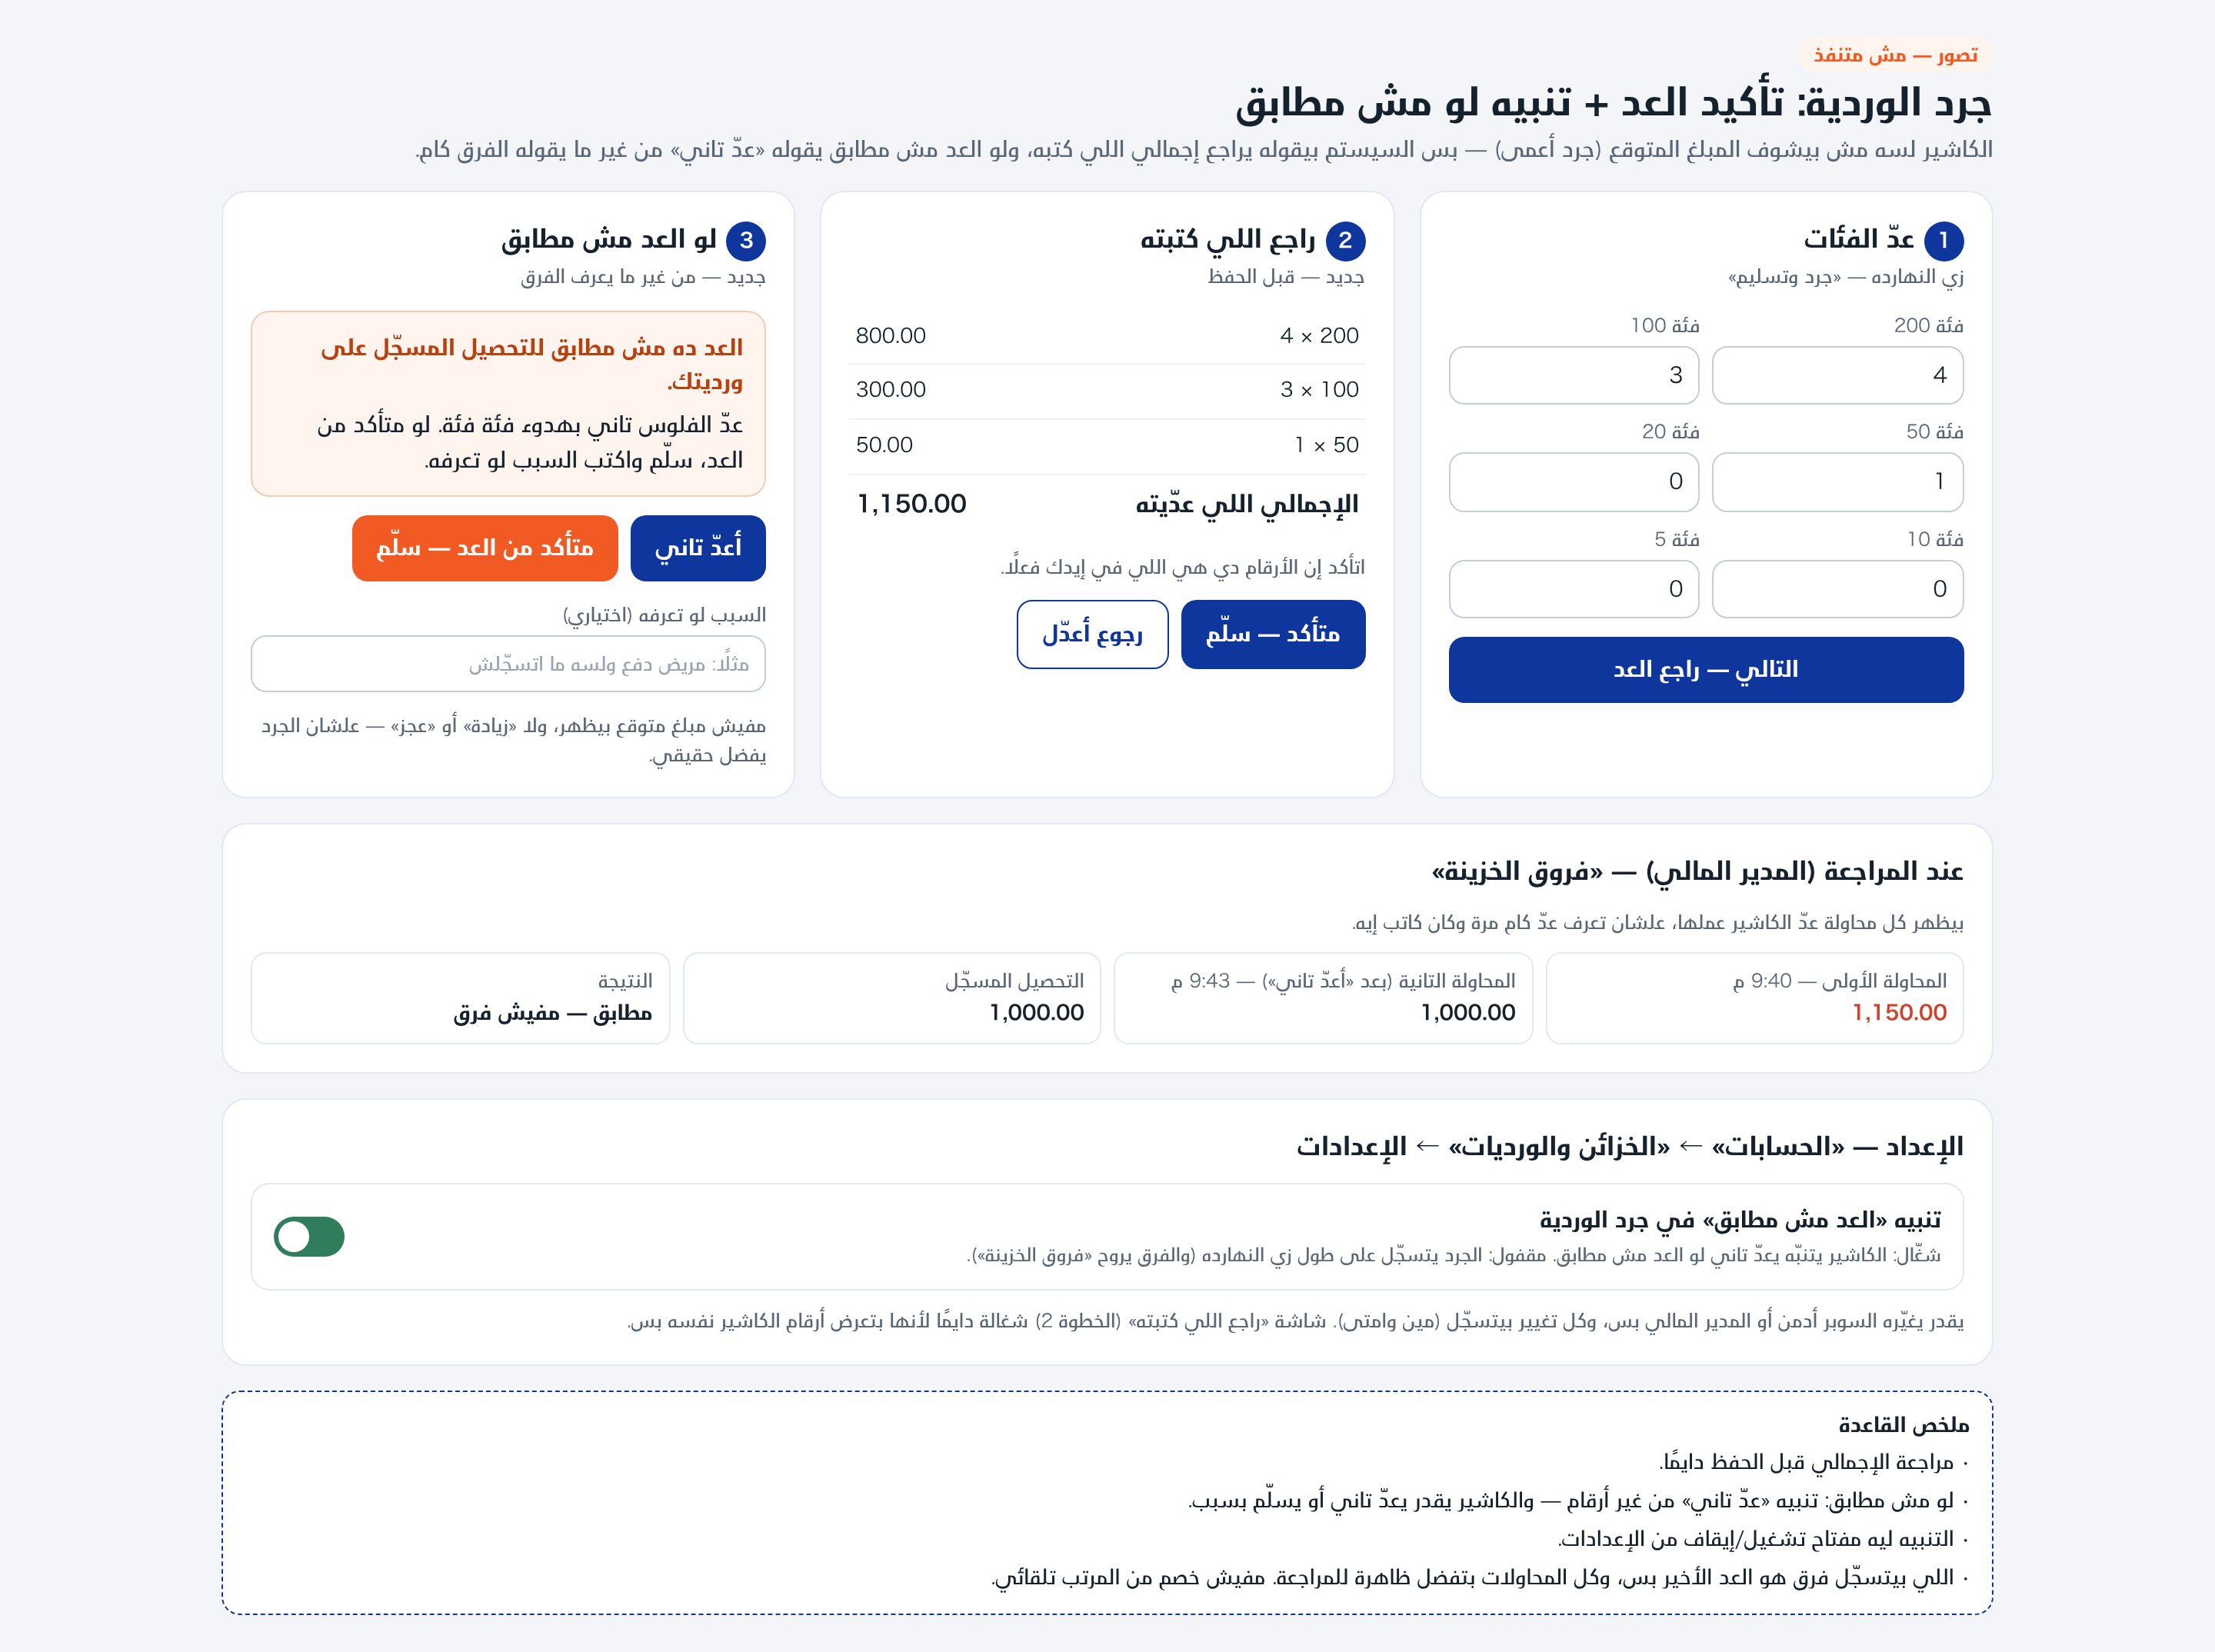 تصور — مش متنفذ
جرد الوردية: تأكيد العد + تنبيه لو مش مطابق
الكاشير لسه مش بيشوف المبلغ المتوقع (جرد أعمى) — بس السيستم بيقوله يراجع إجمالي اللي كتبه، ولو العد مش مطابق يقوله «عدّ تاني» من غير ما يقوله الفرق كام.
1 عدّ الفئات
زي النهارده — «جرد وتسليم»
فئة 200
فئة 100
4
3
فئة 50
فئة 20
1
0
فئة 10
فئة 5
0
0
التالي — راجع العد
2 راجع اللي كتبته
جديد — قبل الحفظ
4 × 200 800.00
3 × 100 300.00
1 × 50 50.00
الإجمالي اللي عدّيته 1,150.00
اتأكد إن الأرقام دي هي اللي في إيدك فعلًا.
متأكد — سلّم
رجوع أعدّل
3 لو العد مش مطابق
جديد — من غير ما يعرف الفرق
العد ده مش مطابق للتحصيل المسجّل على
ورديتك.
عدّ الفلوس تاني بهدوء فئة فئة. لو متأكد من
العد، سلّم واكتب السبب لو تعرفه.
أعدّ تاني
متأكد من العد — سلّم
السبب لو تعرفه (اختياري)
مثلًا: مريض دفع ولسه ما اتسجّلش
مفيش مبلغ متوقع بيظهر، ولا «زيادة» أو «عجز» — علشان الجرد
يفضل حقيقي.
عند المراجعة (المدير المالي) — «فروق الخزينة»
بيظهر كل محاولة عدّ الكاشير عملها، علشان تعرف عدّ كام مرة وكان كاتب إيه.
المحاولة الأولى — 9:40 م
1,150.00
المحاولة التانية (بعد «أعدّ تاني») — 9:43 م
1,000.00
التحصيل المسجّل
1,000.00
النتيجة
مطابق — مفيش فرق
الإعداد — «الحسابات» ← «الخزائن والورديات» ← الإعدادات
تنبيه «العد مش مطابق» في جرد الوردية
شغّال: الكاشير يتنبّه يعدّ تاني لو العد مش مطابق. مقفول: الجرد يتسجّل على طول زي النهارده (والفرق يروح «فروق الخزينة»).
يقدر يغيّره السوبر أدمن أو المدير المالي بس، وكل تغيير بيتسجّل (مين وامتى). شاشة «راجع اللي كتبته» (الخطوة 2) شغالة دايمًا لأنها بتعرض أرقام الكاشير نفسه بس.
ملخص القاعدة
· مراجعة الإجمالي قبل الحفظ دايمًا.
· لو مش مطابق: تنبيه «عدّ تاني» من غير أرقام — والكاشير يقدر يعدّ تاني أو يسلّم بسبب.
· التنبيه ليه مفتاح تشغيل/إيقاف من الإعدادات.
· اللي بيتسجّل فرق هو العد الأخير بس، وكل المحاولات بتفضل ظاهرة للمراجعة. مفيش خصم من المرتب تلقائي.